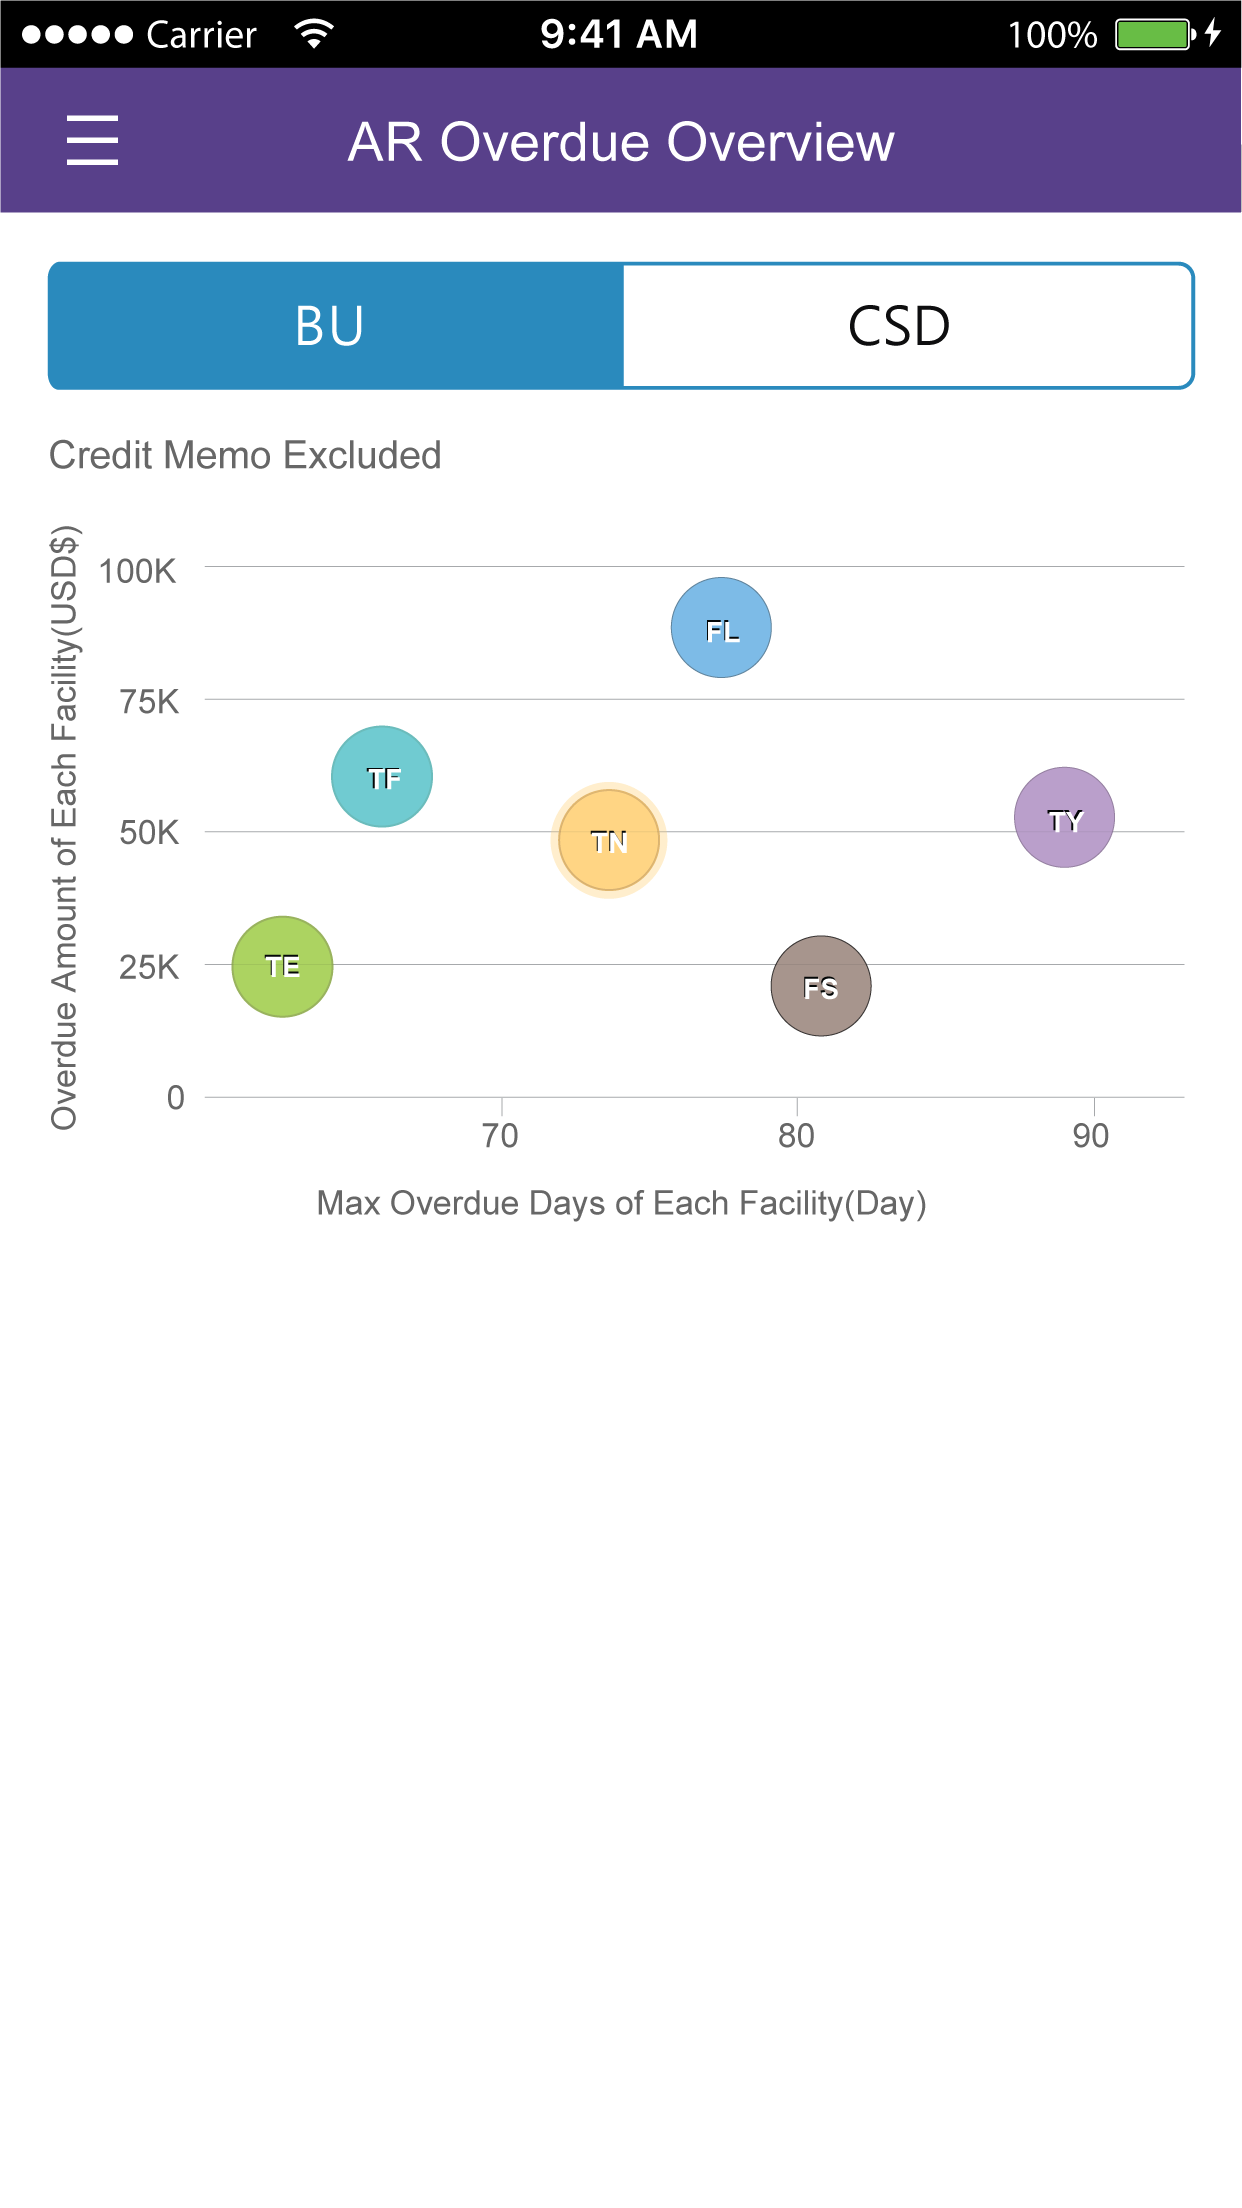 Carrier 9:41 AM 100%
AR Overdue Overview
BU CSD
Credit Memo Excluded
Overdue Amount of Each Facility(USD$)
100K
FL
75K
TF
TY
50K
TN
25K
TE
FS
0
70 80 90
Max Overdue Days of Each Facility(Day)